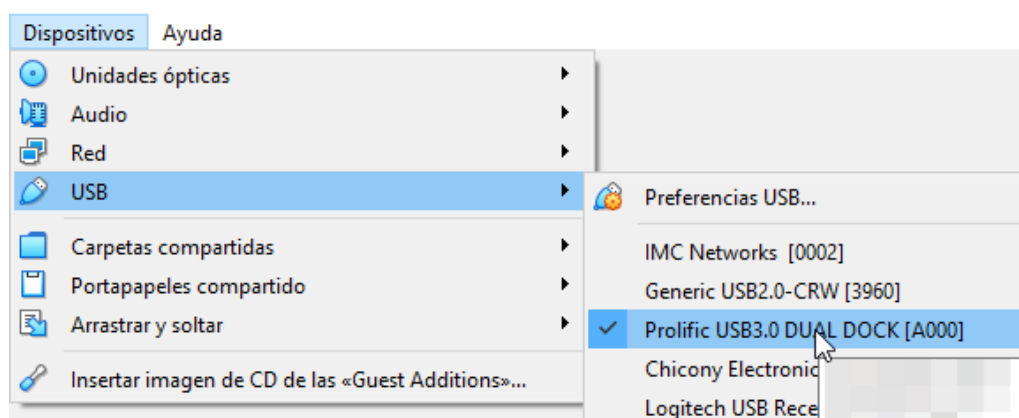 Dispositivos Ayuda
Unidades ópticas
Audio
Red
USB
Preferencias USB...
Carpetas compartidas
IMC Networks [0002]
Portapapeles compartido
Generic USB2.0-CRW [3960]
Arrastrar y soltar
Prolific USB3.0 DUAL DOCK [A000]
Insertar imagen de CD de las «Guest Additions»...
Chicony Electronic
Logitech USB Rece